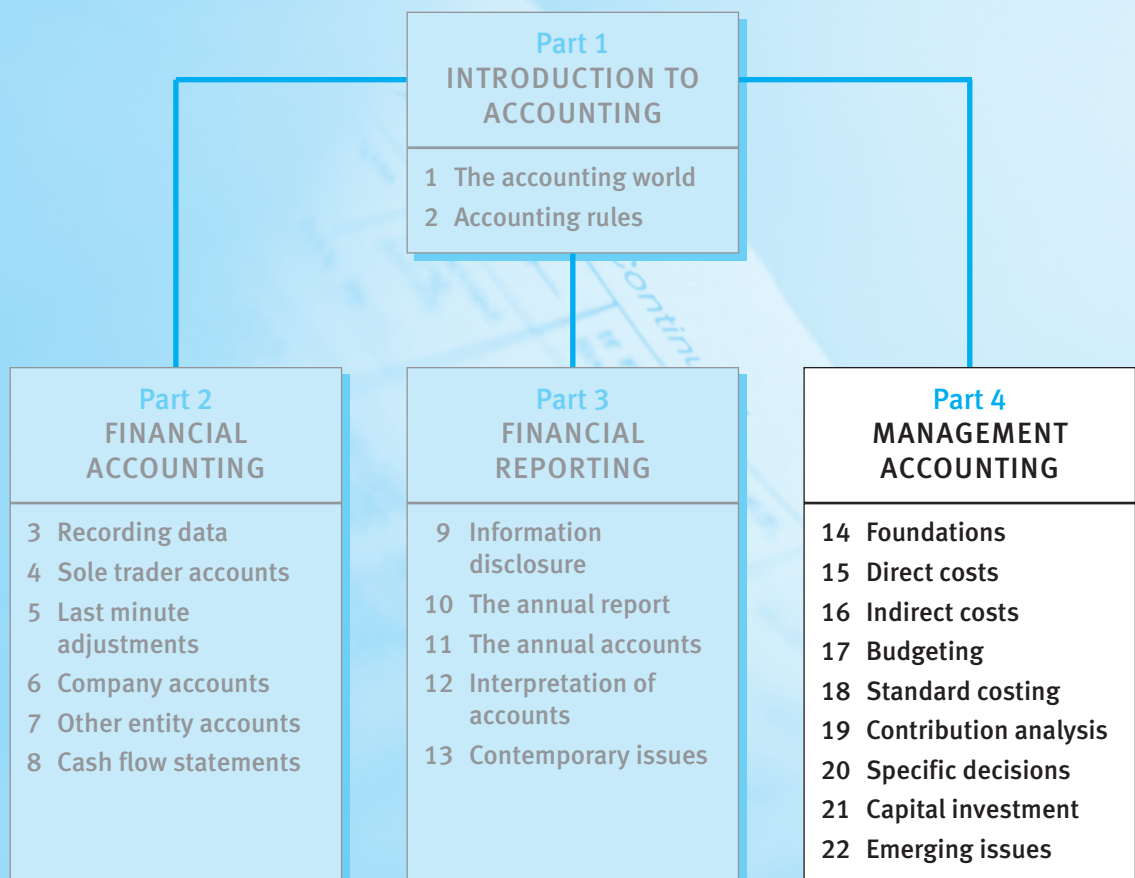 Part 1
INTRODUCTION TO
ACCOUNTING
1 The accounting world
2 Accounting rules
continu
Part 2
FINANCIAL
ACCOUNTING
3 Recording data
4 Sole trader accounts
5 Last minute
adjustments
6 Company accounts
7 Other entity accounts
8 Cash flow statements
Part 3
FINANCIAL
REPORTING
9 Information
disclosure
10 The annual report
11 The annual accounts
12 Interpretation of
accounts
13 Contemporary issues
Part 4
MANAGEMENT
ACCOUNTING
14 Foundations
15 Direct costs
16 Indirect costs
17 Budgeting
18 Standard costing
19 Contribution analysis
20 Specific decisions
21 Capital investment
22 Emerging issues